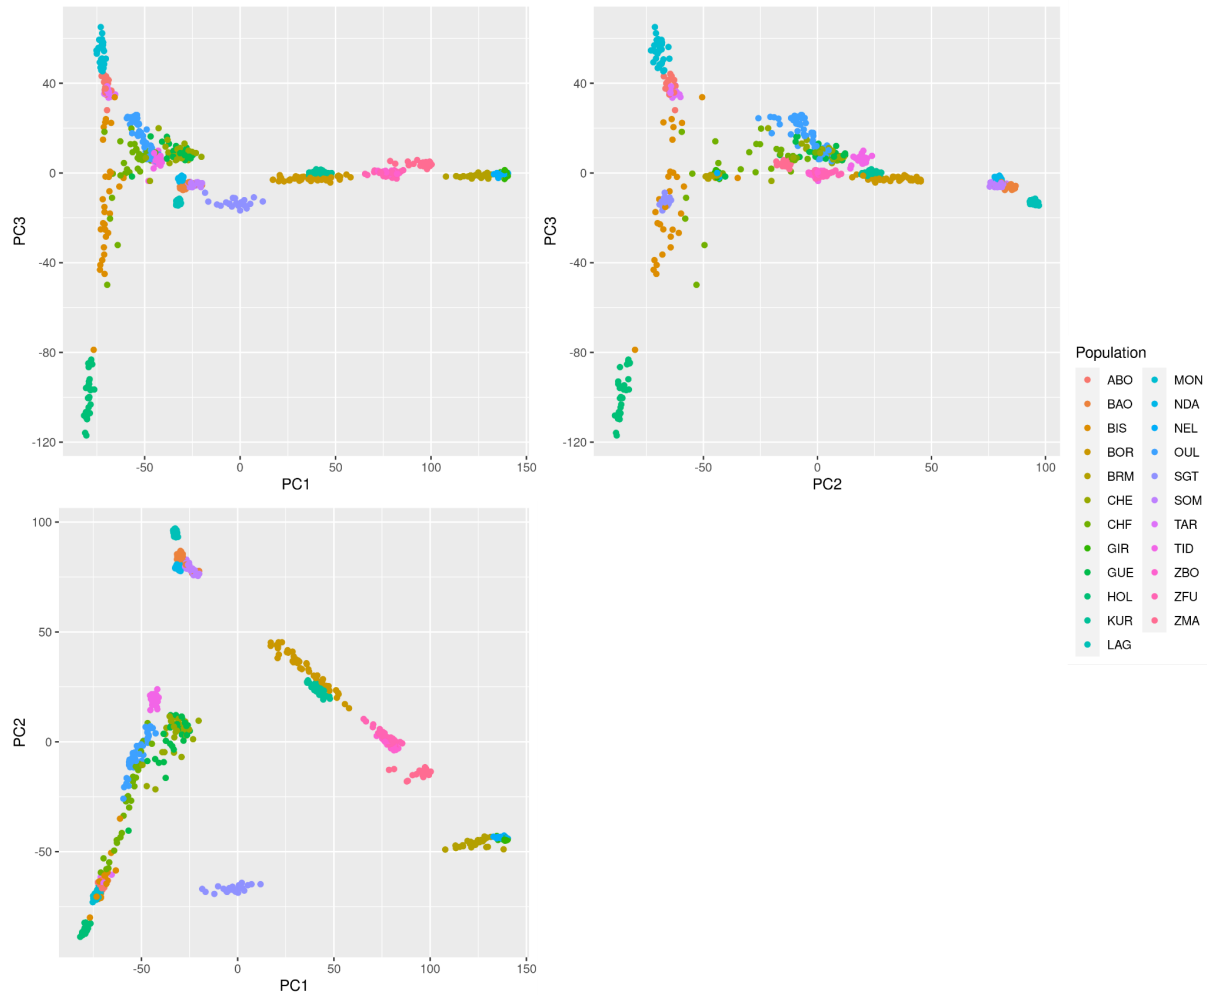 40
0
-40
-80
-120
PC3
-50
0
50
100
150
PC1
40
0
-40
-80
-120
PC3
-50
0
50
100
PC2
100
50
0
-50
PC2
-50
0
50
100
150
PC1
Population
ABO
BAO
BIS
BOR
BRM
CHE
CHF
GIR
GUE
HOL
KUR
LAG
MON
NDA
NEL
OUL
SGT
SOM
TAR
TID
ZBO
ZFU
ZMA